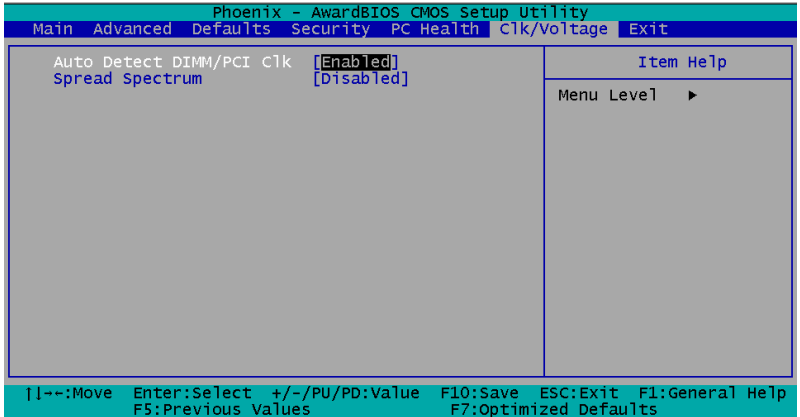 Phoenix - AwardBIOS CMOS Setup Utility
Main Advanced Defaults Security PC Health Clk/Voltage Exit
Auto Detect DIMM/PCI Clk [Enabled]
Spread Spectrum [Disabled]
Item Help
Menu Level ►
↑↓→←:Move Enter:Select +/-/PU/PD:Value F10:Save ESC:Exit F1:General Help
F5:Previous Values F7:Optimized Defaults